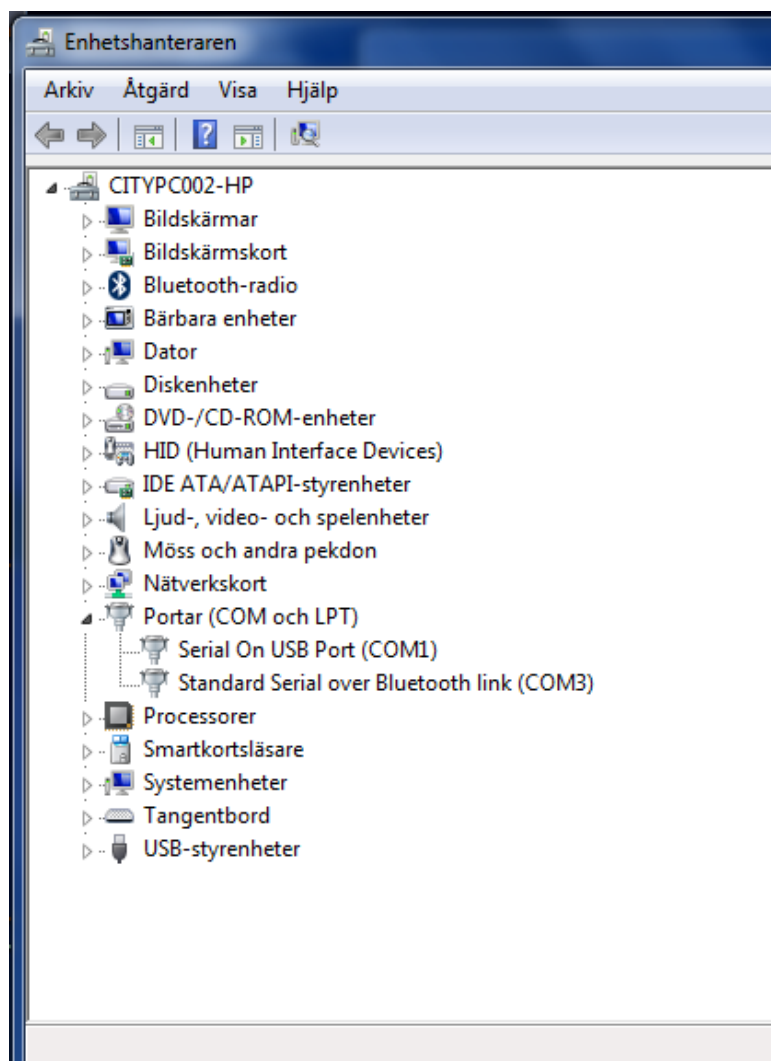 Enhetshanteraren
Arkiv Åtgärd Visa Hjälp
CITYPC002-HP
Bildskärmar
Bildskärmskort
Bluetooth-radio
Bärbara enheter
Dator
Diskenheter
DVD-/CD-ROM-enheter
HID (Human Interface Devices)
IDE ATA/ATAPI-styrenheter
Ljud-, video- och spelenheter
Möss och andra pekdon
Nätverkskort
Portar (COM och LPT)
Serial On USB Port (COM1)
Standard Serial over Bluetooth link (COM3)
Processorer
Smartkortsläsare
Systemenheter
Tangentbord
USB-styrenheter